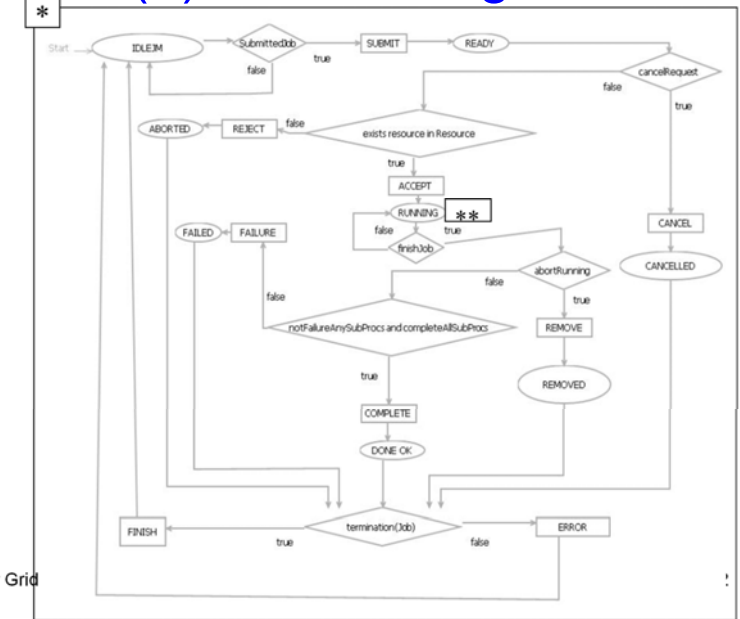 *
Start
IDLEJM
SubmittedJob
true
SUBMIT
READY
false
cancelRequest
false
true
ABORTED
REJECT
false
exists resource in Resource
true
ACCEPT
RUNNING
**
false
true
finishJob
CANCEL
FAILED
FAILURE
abortRunning
CANCELLED
false
true
false
notFailureAnySubProcs and completeAllSubProcs
REMOVE
true
REMOVED
COMPLETE
DONE OK
FINISH
true
termination(Job)
false
ERROR
Grid